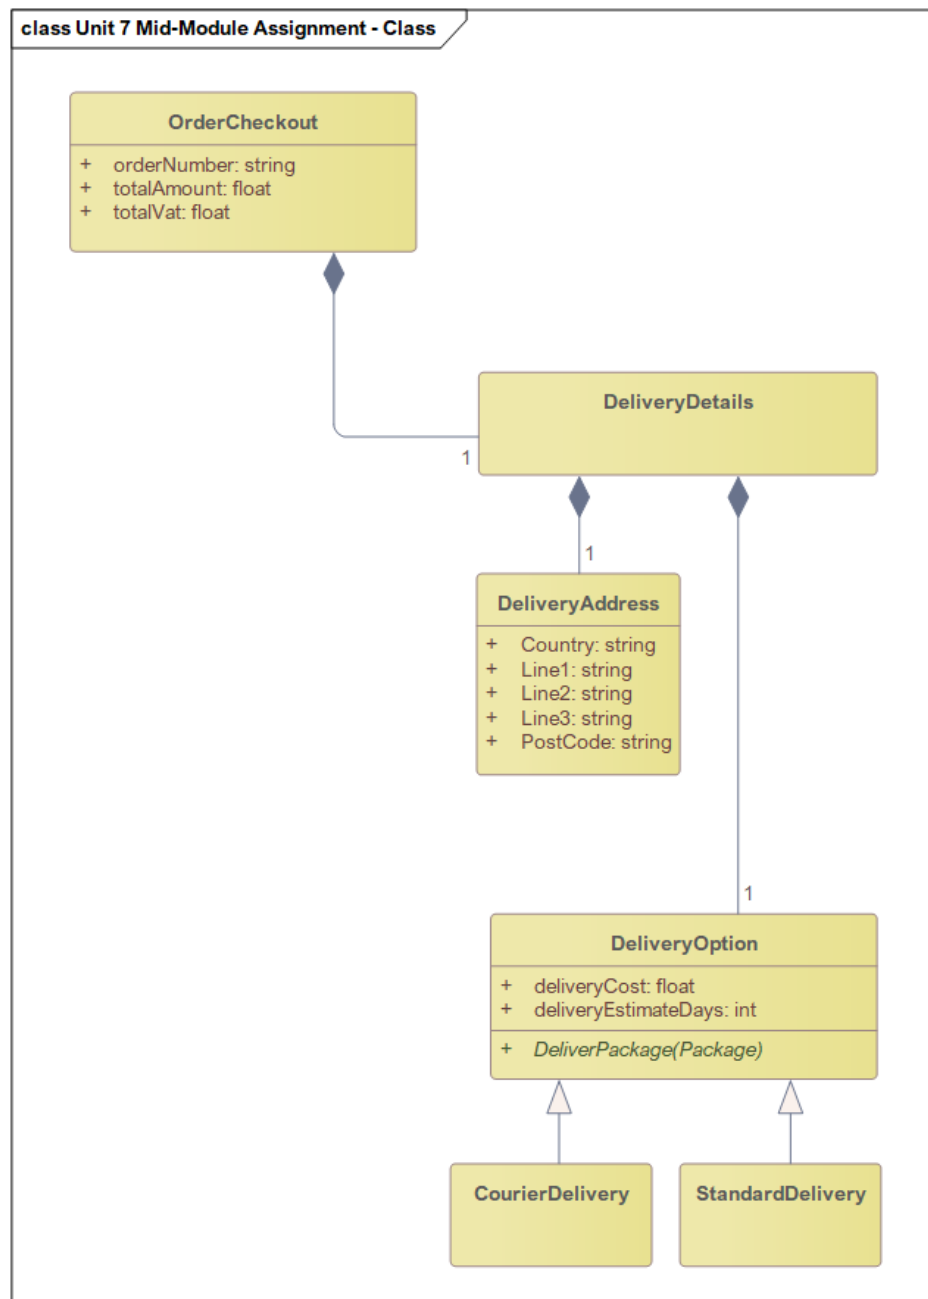 class Unit 7 Mid-Module Assignment - Class
OrderCheckout
+ orderNumber: string
+ totalAmount: float
+ totalVat: float
DeliveryDetails
1
1
DeliveryAddress
+ Country: string
+ Line1: string
+ Line2: string
+ Line3: string
+ PostCode: string
1
DeliveryOption
+ deliveryCost: float
+ deliveryEstimateDays: int
+ DeliverPackage(Package)
CourierDelivery
StandardDelivery